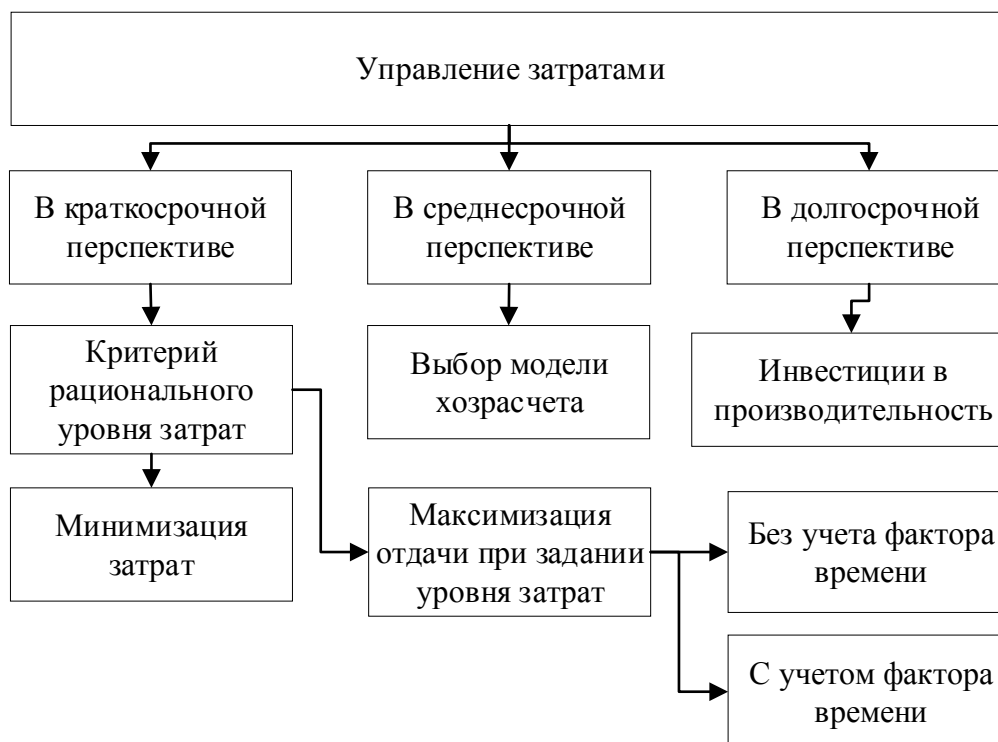 Управление затратами
В краткосрочной
перспективе
В среднесрочной
перспективе
В долгосрочной
перспективе
Критерий
рационального
уровня затрат
Выбор модели
хозрасчета
Инвестиции в
производительность
Минимизация
затрат
Максимизация
отдачи при задании
уровня затрат
Без учета фактора
времени
С учетом фактора
времени